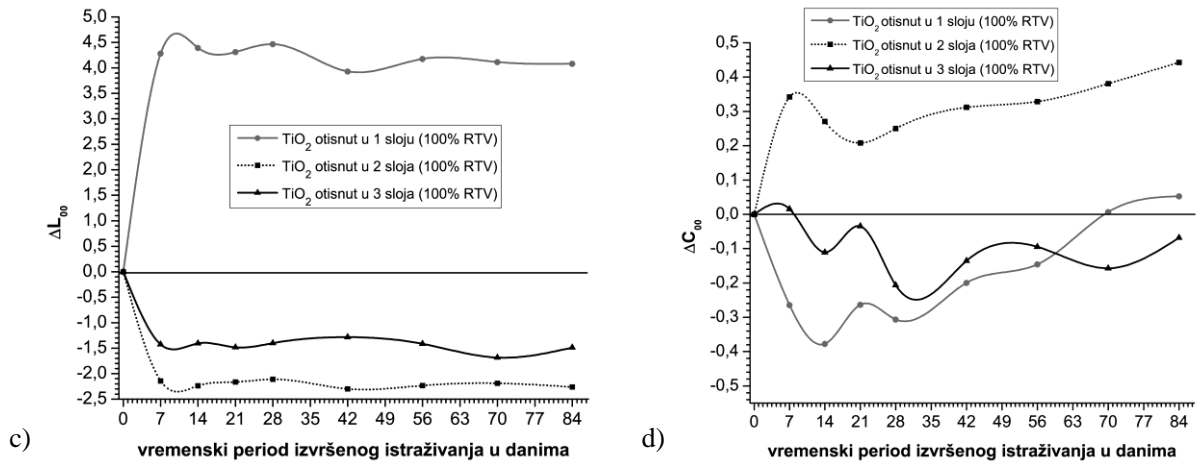 5,0
4,5
4,0
3,5
3,0
2,5
2,0
1,5
1,0
0,5
0,0
-0,5
-1,0
-1,5
-2,0
-2,5
ΔL₀₀
TiO₂ otisnut u 1 sloju (100% RTV)
TiO₂ otisnut u 2 sloja (100% RTV)
TiO₂ otisnut u 3 sloja (100% RTV)
0 7 14 21 28 35 42 49 56 63 70 77 84
vremenski period izvršenog istraživanja u danima
c)
TiO₂ otisnut u 1 sloju (100% RTV)
TiO₂ otisnut u 2 sloja (100% RTV)
TiO₂ otisnut u 3 sloja (100% RTV)
0,5
0,4
0,3
0,2
0,1
0,0
-0,1
-0,2
-0,3
-0,4
-0,5
ΔC₀₀
0 7 14 21 28 35 42 49 56 63 70 77 84
vremenski period izvršenog istraživanja u danima
d)